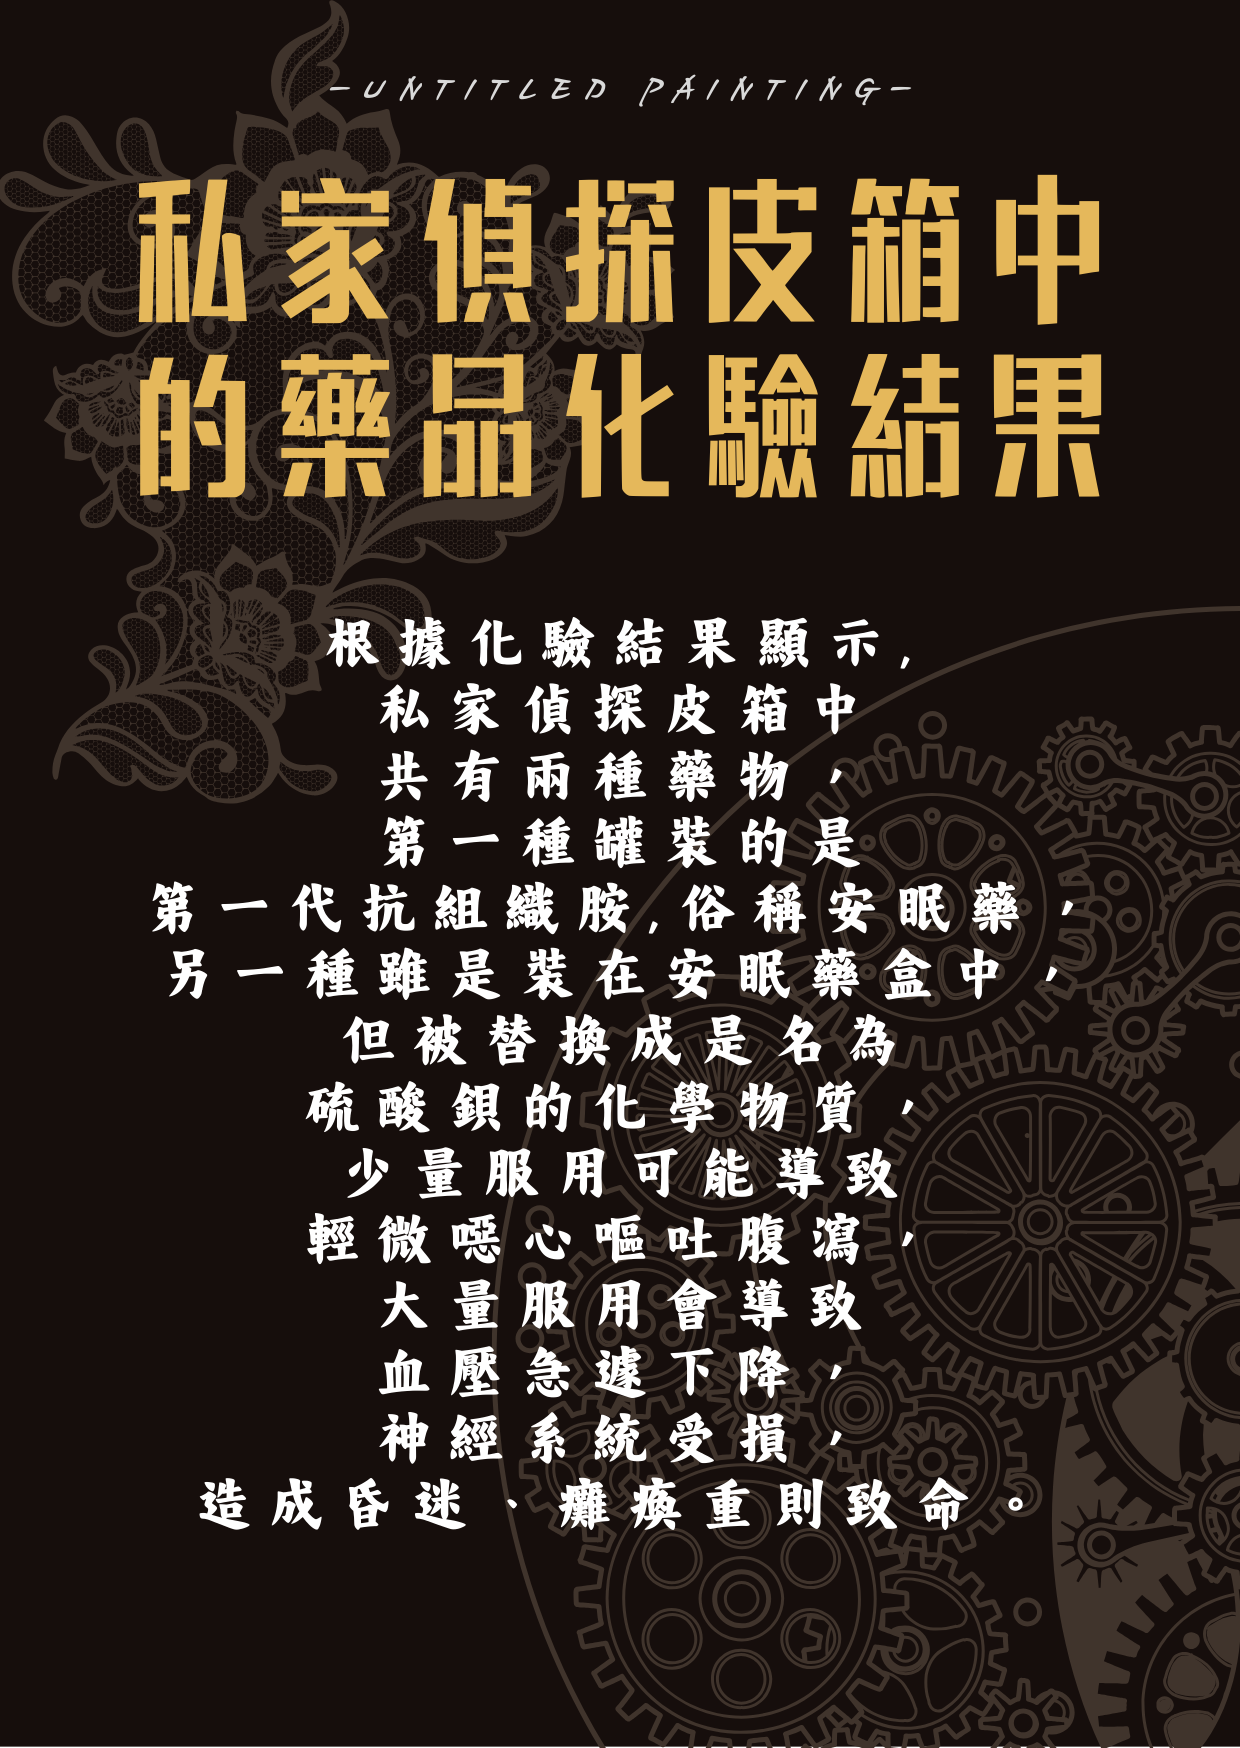 —UNTITLED PAINTING—
私家偵探皮箱中
的藥品化驗結果
根據化驗結果顯示,
私家偵探皮箱中
共有兩種藥物，
第一種罐裝的是
第一代抗組織胺,俗稱安眠藥，
另一種雖是裝在安眠藥盒中，
但被替換成是名為
硫酸鋇的化學物質，
少量服用可能導致
輕微噁心嘔吐腹瀉，
大量服用會導致
血壓急遽下降，
神經系統受損，
造成昏迷、癱瘓重則致命。